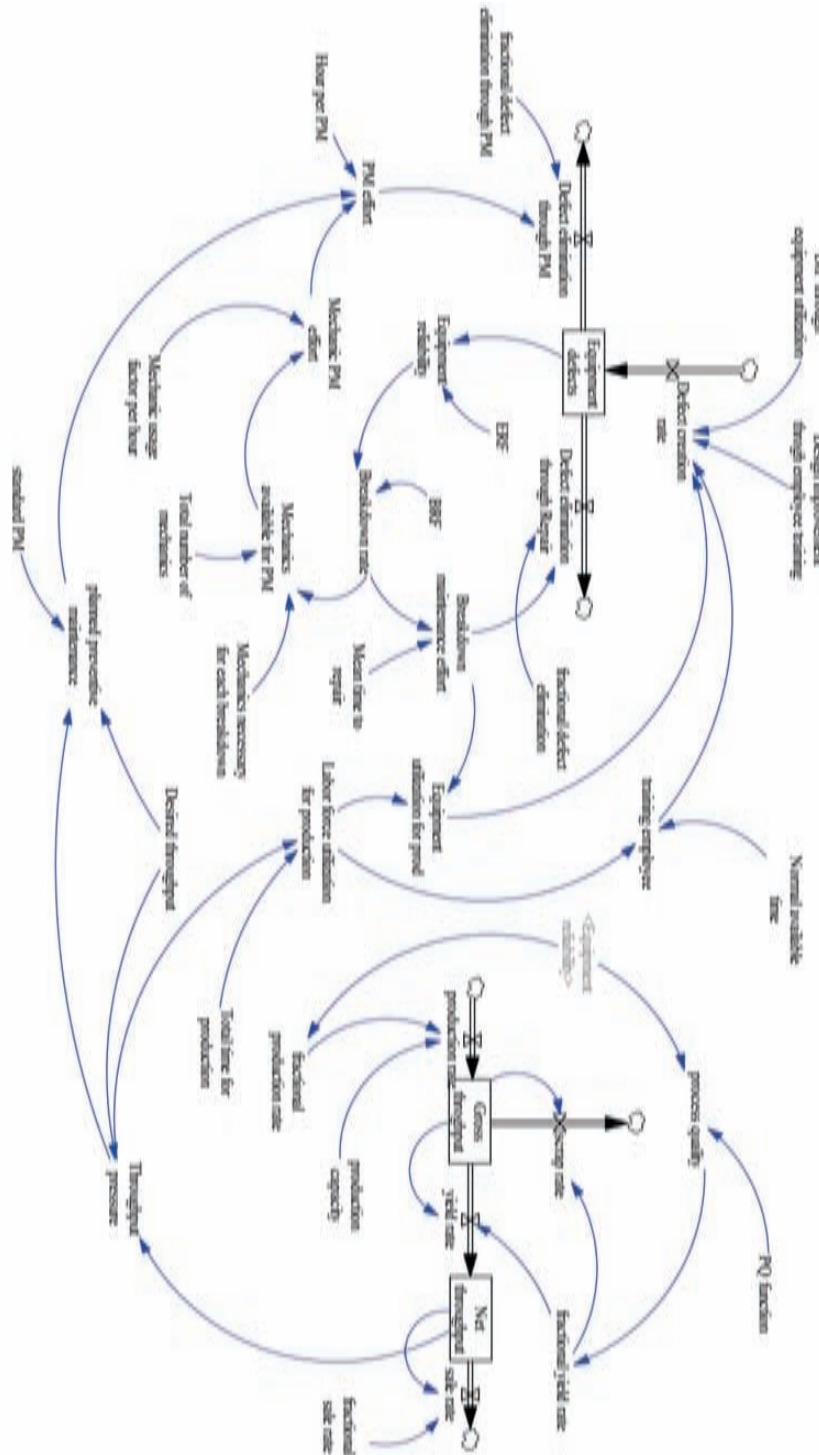 equipment utilization
Design improvement
through employee training
Normal available
time
PQ function
Defect creation
rate
training employee
process quality
Equipment
defects
fractional defect
elimination through PM
Defect elimination
through PM
Defect elimination
through Repair
fractional defect
elimination
<Equipment
reliability>
Scrap rate
fractional yield rate
Equipment
reliability
ERF
BRF
Breakdown
maintenance effort
Equipment
utilization for prod
production rate
Gross
throughput
yield rate
Net
throughput
sale rate
fractional
sale rate
Hour per PM
PM effort
Mechanic PM
effort
Breakdown rate
Mean time to
repair
Labor force utilization
for production
fractional
production rate
production
capacity
Mechanics
available for PM
Mechanic usage
factor per hour
Total number of
mechanics
Mechanics necessary
for each breakdown
Total time for
production
standard PM
planned preventive
maintenance
Desired throughput
Throughput
pressure